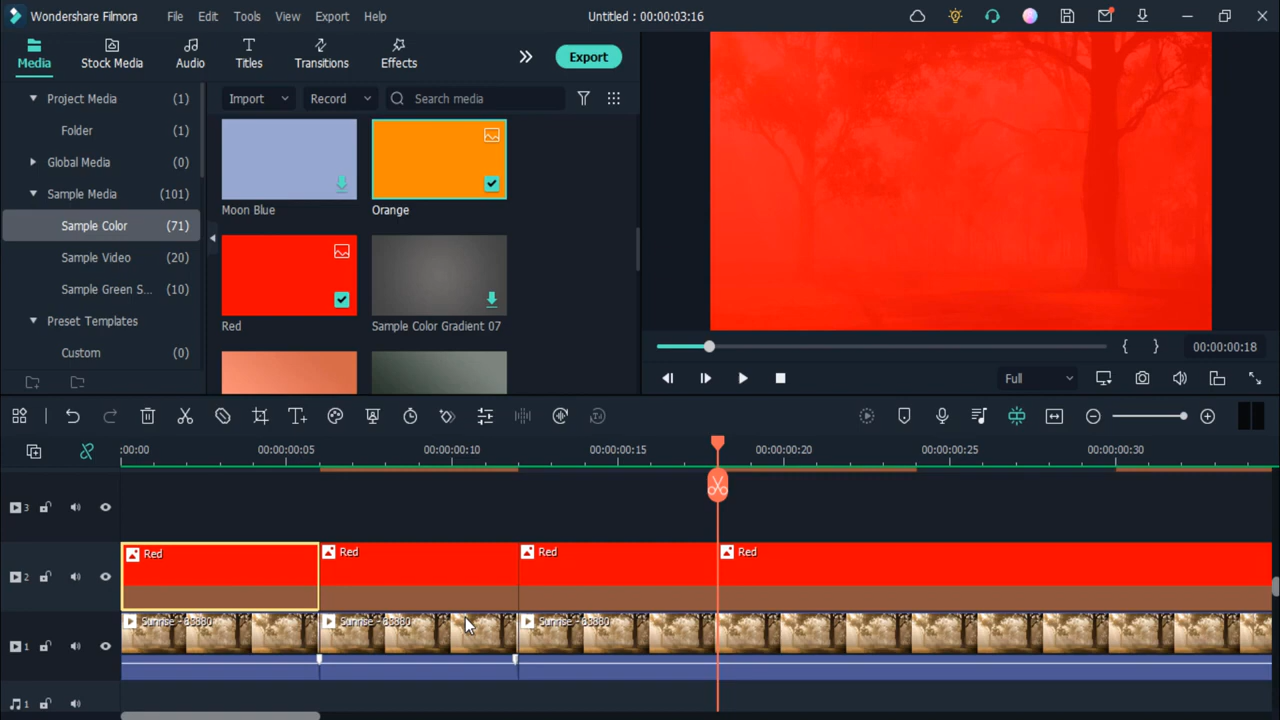 Wondershare Filmora File Edit Tools View Export Help Untitled : 00:00:03:16
Media Stock Media Audio Titles Transitions Effects Export
Project Media (1)
Folder (1)
Global Media (0)
Sample Media (101)
Sample Color (71)
Sample Video (20)
Sample Green S... (10)
Preset Templates
Custom (0)
Import Record Search media
Moon Blue Orange
Red Sample Color Gradient 07
00:00:00:18
Full
:00:00 00:00:00:05 00:00:00:10 00:00:00:15 00:00:00:20 00:00:00:25 00:00:00:30
3
2 Red Red Red Red
1 Sunrise - 33880 Sunrise - 33880 Sunrise - 33880
1